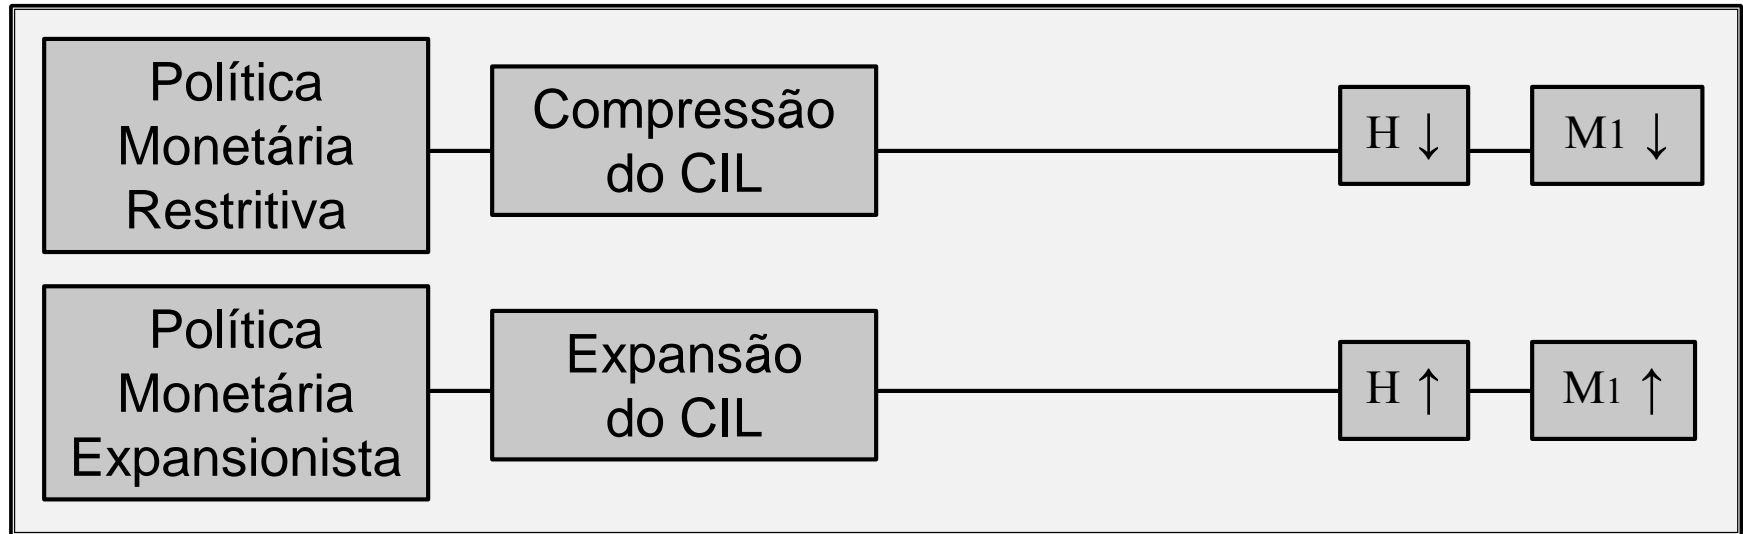 Política
Monetária
Restritiva
Compressão
do CIL
H ↓
M1 ↓
Política
Monetária
Expansionista
Expansão
do CIL
H ↑
M1 ↑